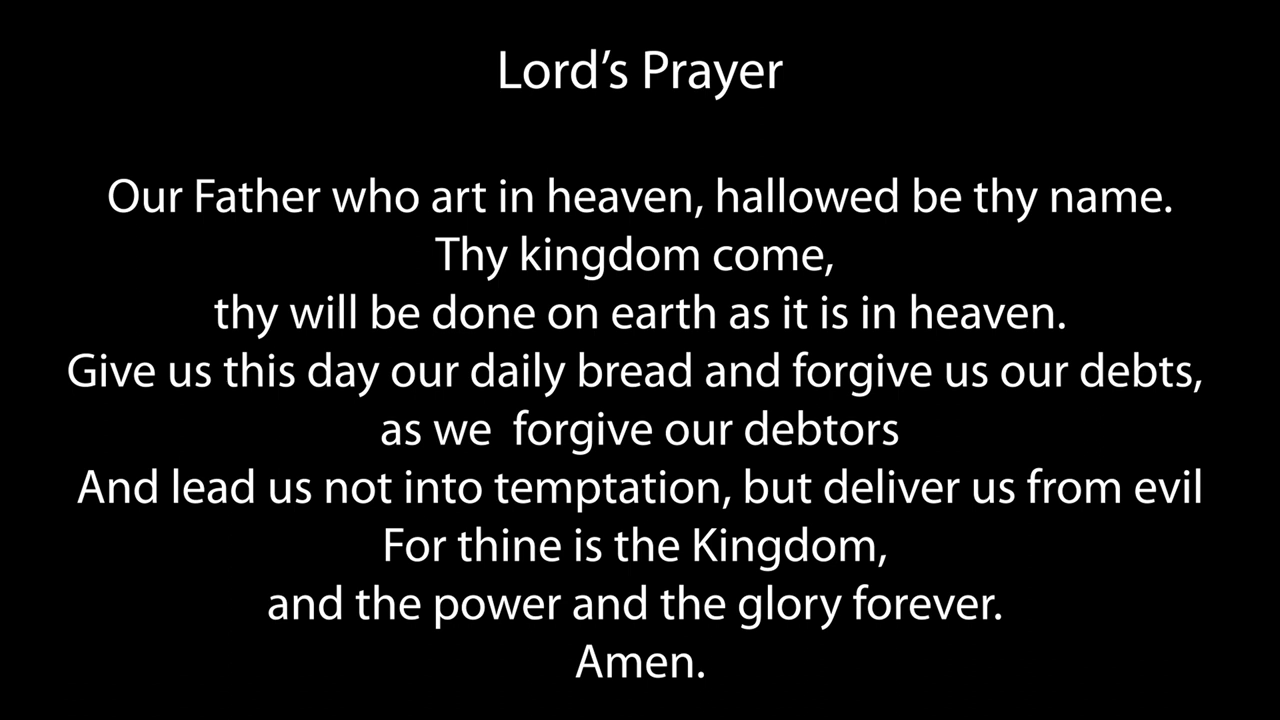 Lord’s Prayer
Our Father who art in heaven, hallowed be thy name.
Thy kingdom come,
thy will be done on earth as it is in heaven.
Give us this day our daily bread and forgive us our debts,
as we  forgive our debtors
And lead us not into temptation, but deliver us from evil
For thine is the Kingdom,
and the power and the glory forever.
Amen.